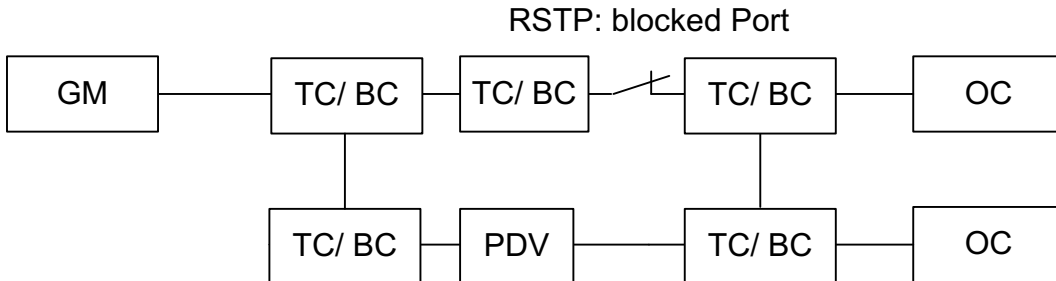 RSTP: blocked Port
GM
TC/ BC
TC/ BC
TC/ BC
OC
TC/ BC
PDV
TC/ BC
OC